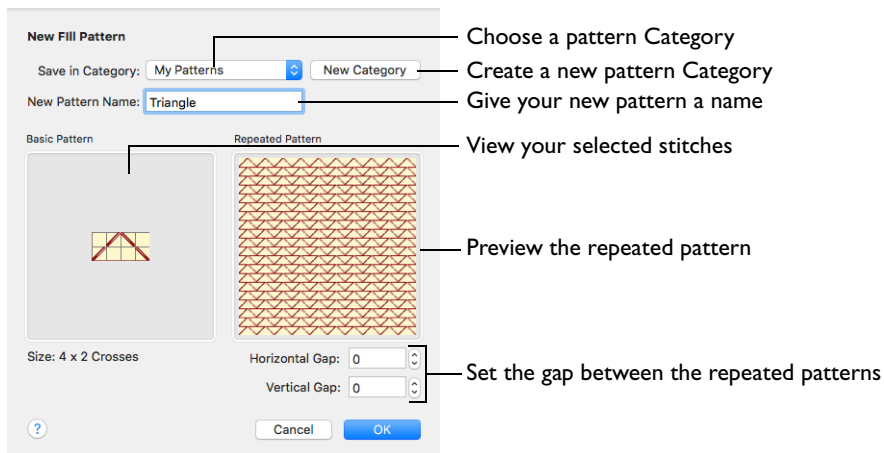 New Fill Pattern
Choose a pattern Category
Save in Category: My Patterns New Category
Create a new pattern Category
New Pattern Name: Triangle
Give your new pattern a name
Basic Pattern
Repeated Pattern
View your selected stitches
Preview the repeated pattern
Size: 4 x 2 Crosses
Horizontal Gap: 0
Set the gap between the repeated patterns
Vertical Gap: 0
?
Cancel
OK